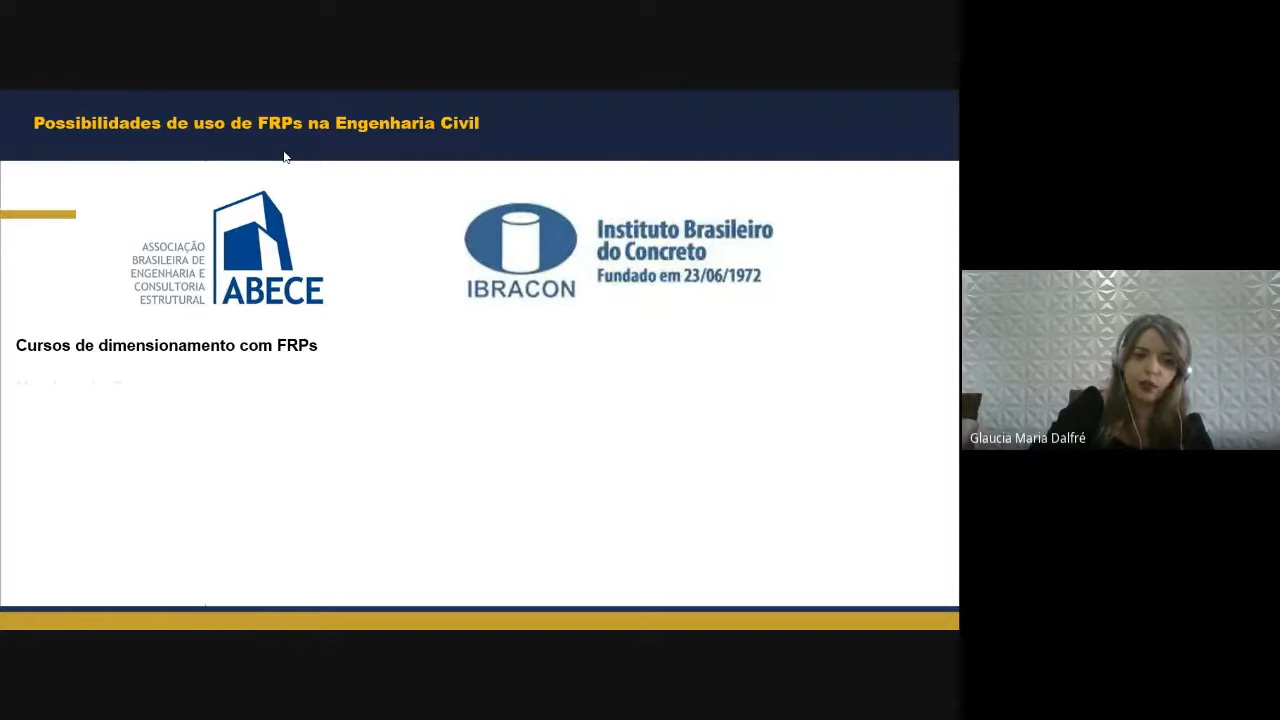 Possibilidades de uso de FRPs na Engenharia Civil
ASSOCIAÇÃO
BRASILEIRA DE
ENGENHARIA E
CONSULTORIA
ESTRUTURAL
ABECE
IBRACON
Instituto Brasileiro
do Concreto
Fundado em 23/06/1972
Cursos de dimensionamento com FRPs
Glaucia Maria Dalfré